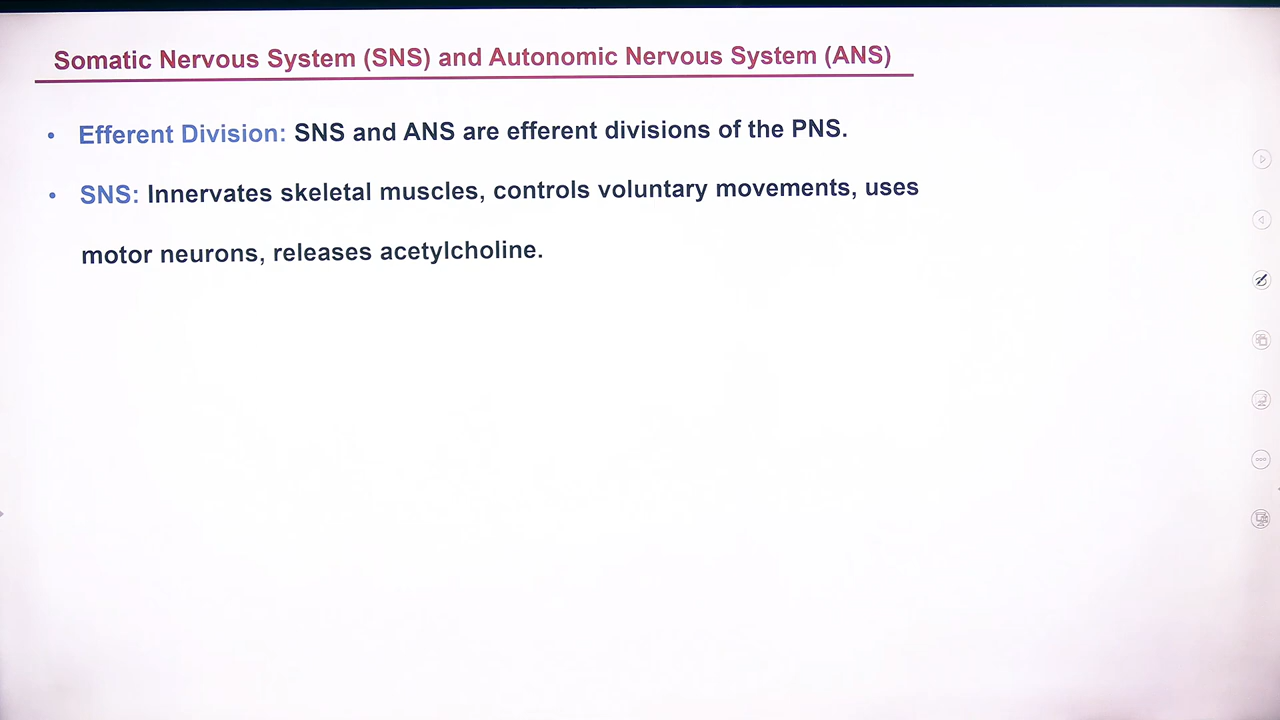 Somatic Nervous System (SNS) and Autonomic Nervous System (ANS)
• Efferent Division: SNS and ANS are efferent divisions of the PNS.
• SNS: Innervates skeletal muscles, controls voluntary movements, uses
motor neurons, releases acetylcholine.